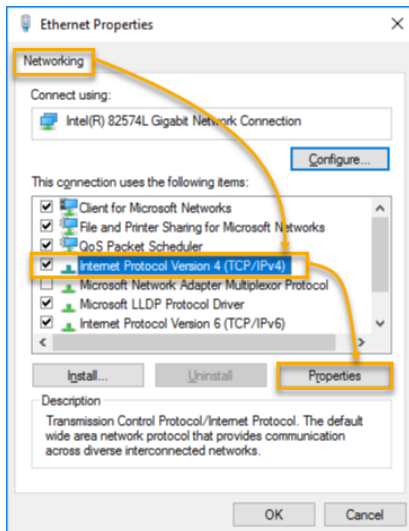 Ethernet Properties
Networking
Connect using:
Intel(R) 82574L Gigabit Network Connection
Configure...
This connection uses the following items:
Client for Microsoft Networks
File and Printer Sharing for Microsoft Networks
QoS Packet Scheduler
Internet Protocol Version 4 (TCP/IPv4)
Microsoft Network Adapter Multiplexor Protocol
Microsoft LLDP Protocol Driver
Internet Protocol Version 6 (TCP/IPv6)
Install...
Uninstall
Properties
Description
Transmission Control Protocol/Internet Protocol. The default
wide area network protocol that provides communication
across diverse interconnected networks.
OK
Cancel